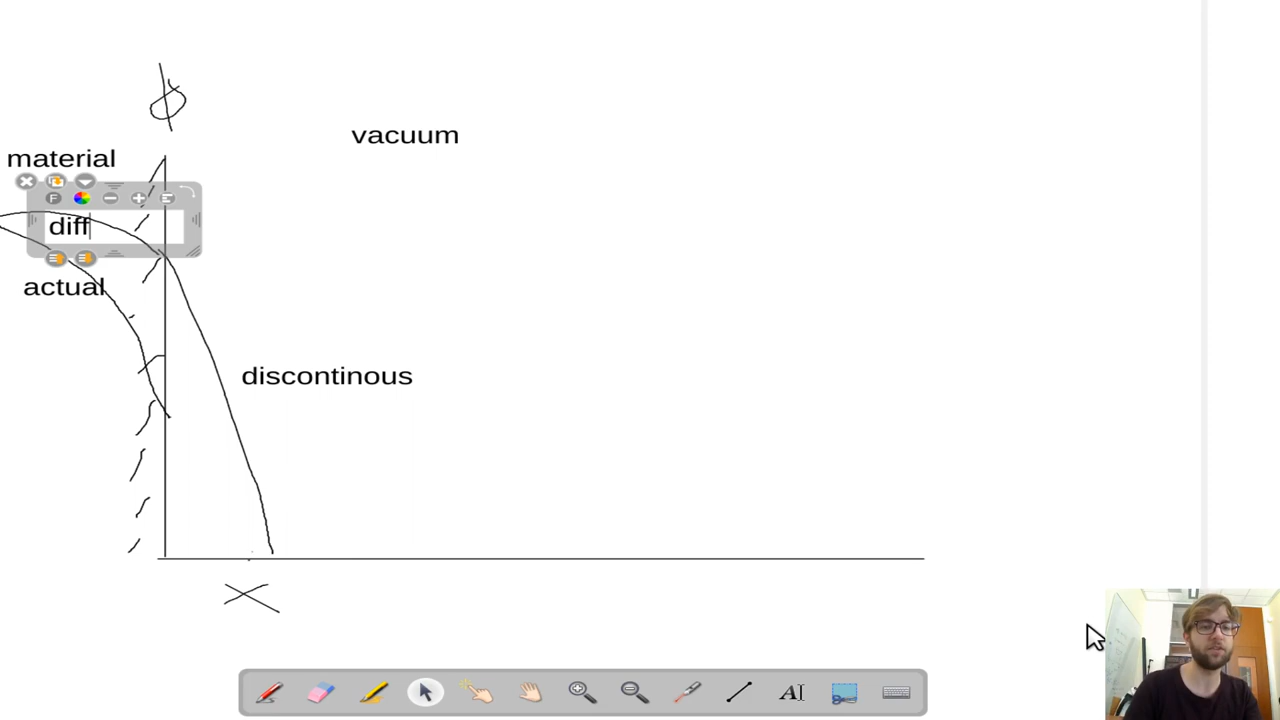 ϕ
vacuum
material
diff
actual
discontinous
x